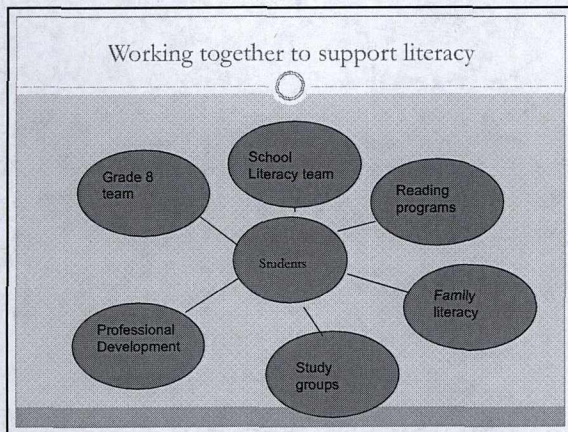 Working together to support literacy
School
Literacy team
Grade 8
team
Reading
programs
Students
Family
literacy
Professional
Development
Study
groups